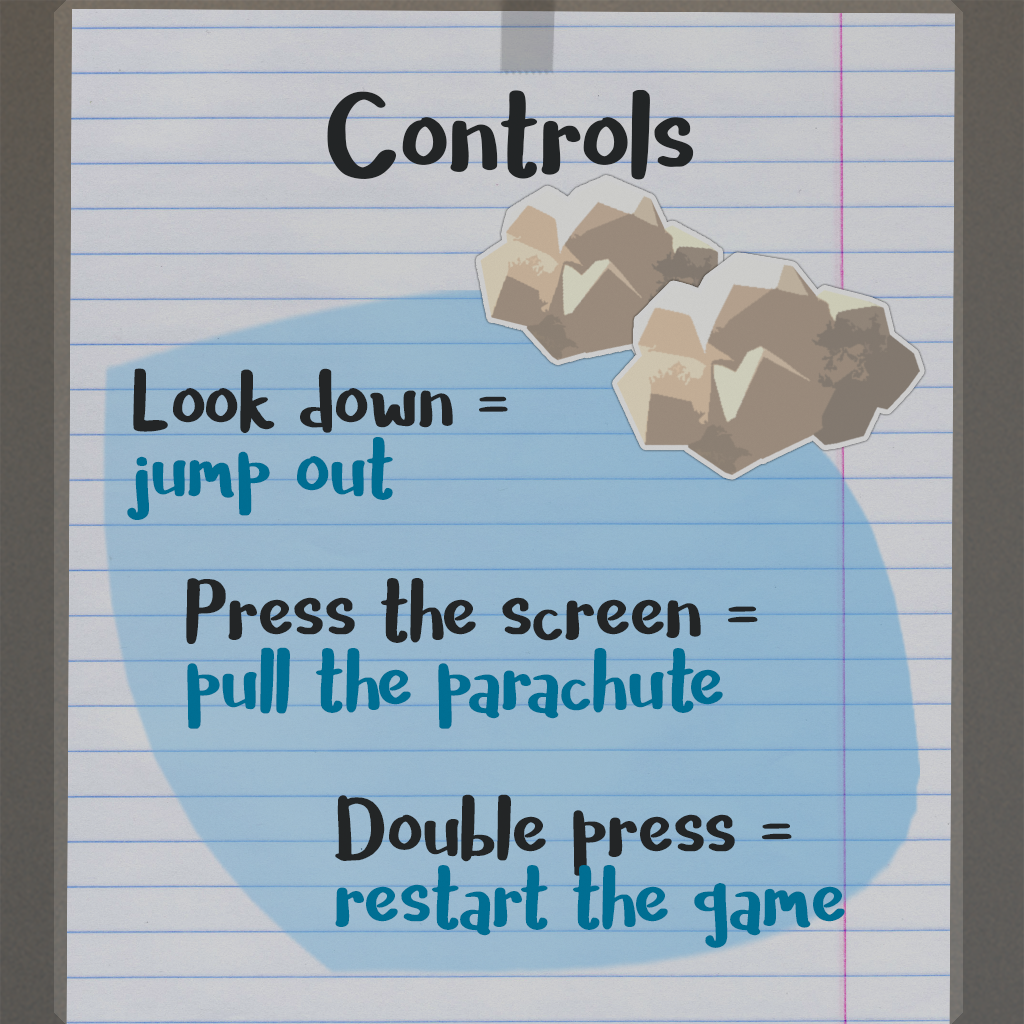 Controls
Look down =
jump out
Press the screen =
pull the parachute
Double press =
restart the game